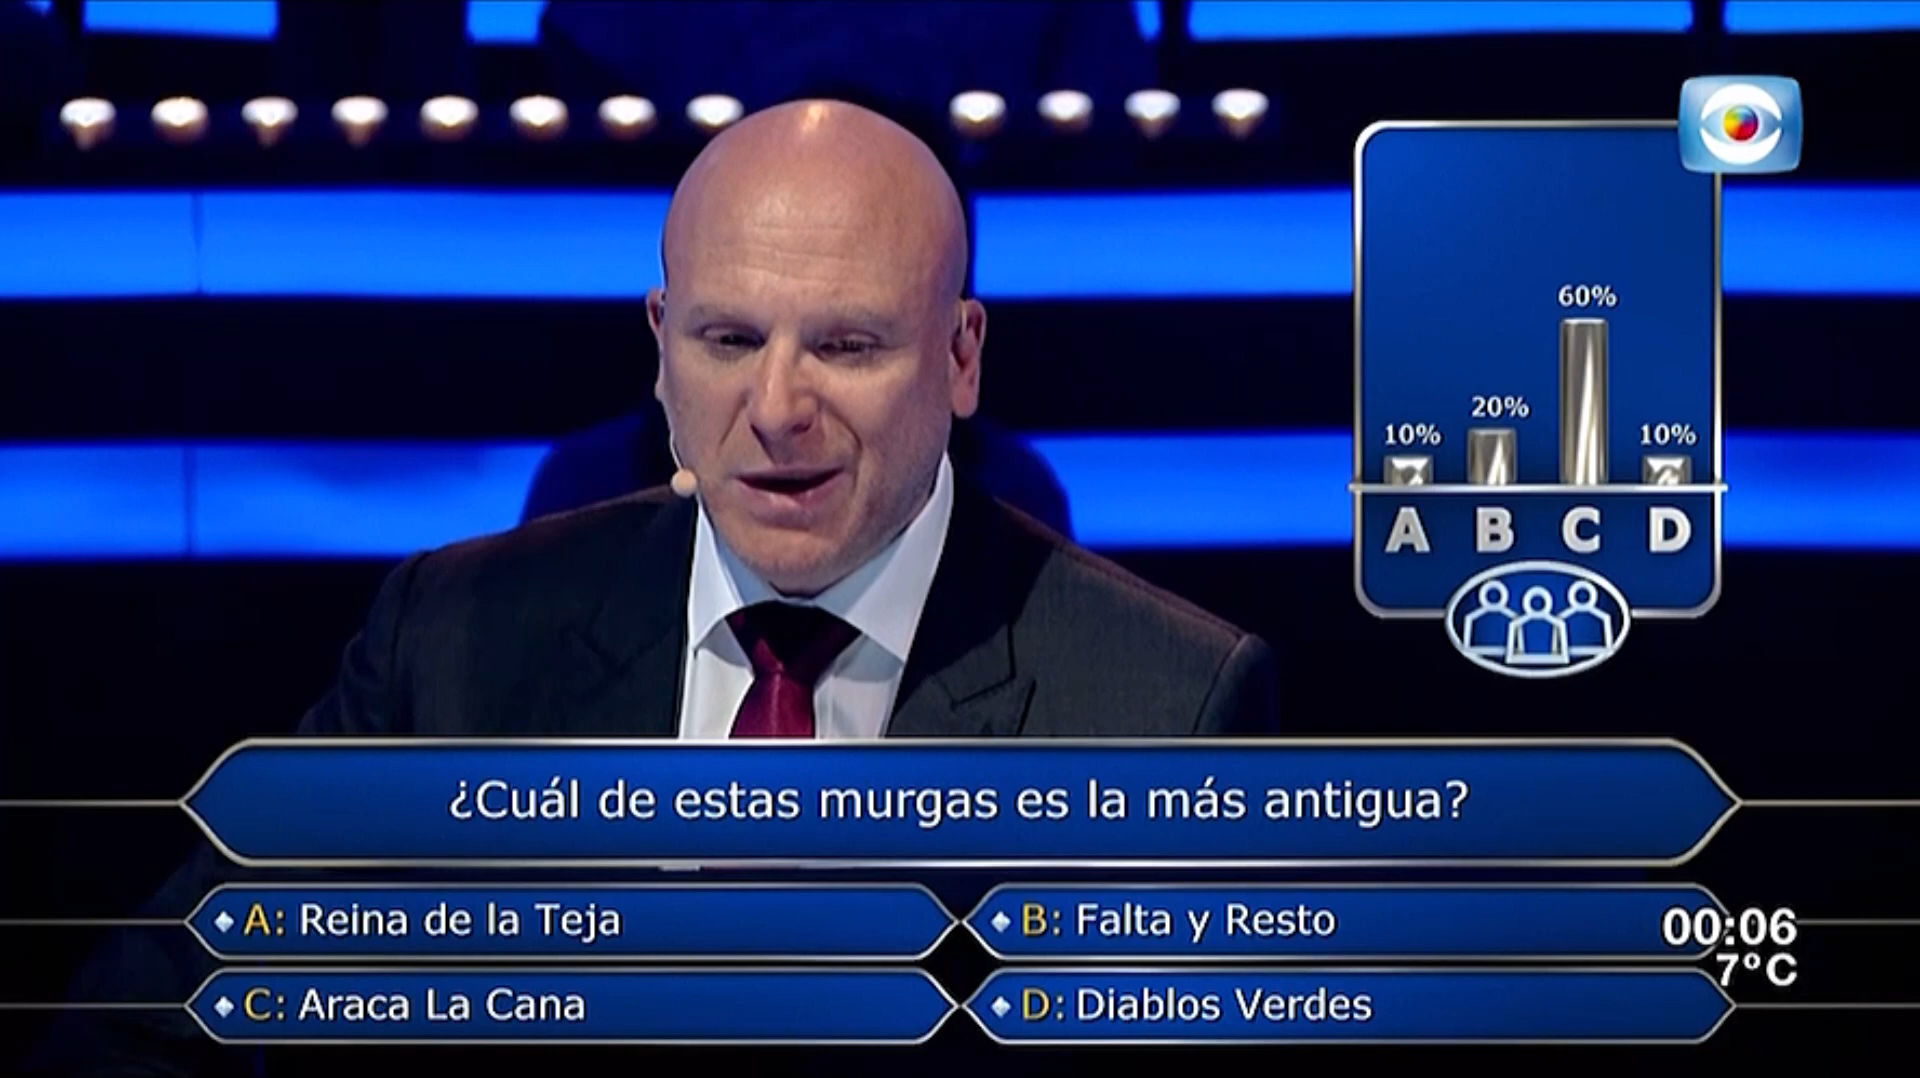 60%
20%
10%
10%
A B C D
¿Cuál de estas murgas es la más antigua?
A: Reina de la Teja
B: Falta y Resto
C: Araca La Cana
D: Diablos Verdes
00:06
7°C